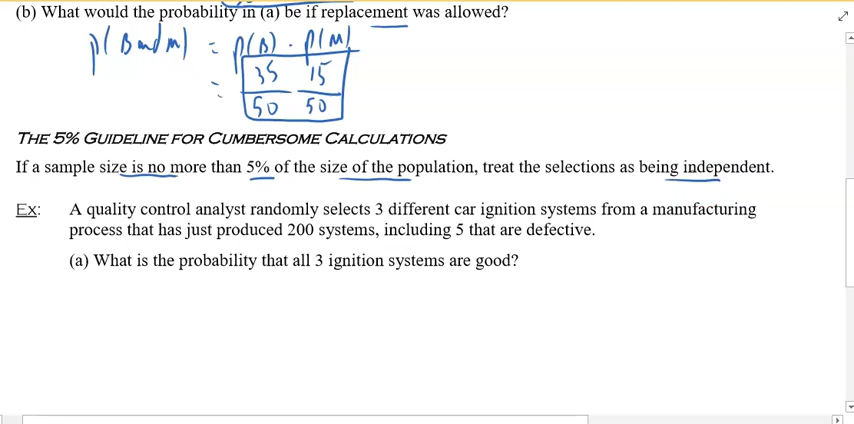 (b) What would the probability in (a) be if replacement was allowed?
P(B and M) = P(B) · P(M)
= 35/50 15/50
THE 5% GUIDELINE FOR CUMBERSOME CALCULATIONS
If a sample size is no more than 5% of the size of the population, treat the selections as being independent.
Ex: A quality control analyst randomly selects 3 different car ignition systems from a manufacturing
process that has just produced 200 systems, including 5 that are defective.
(a) What is the probability that all 3 ignition systems are good?